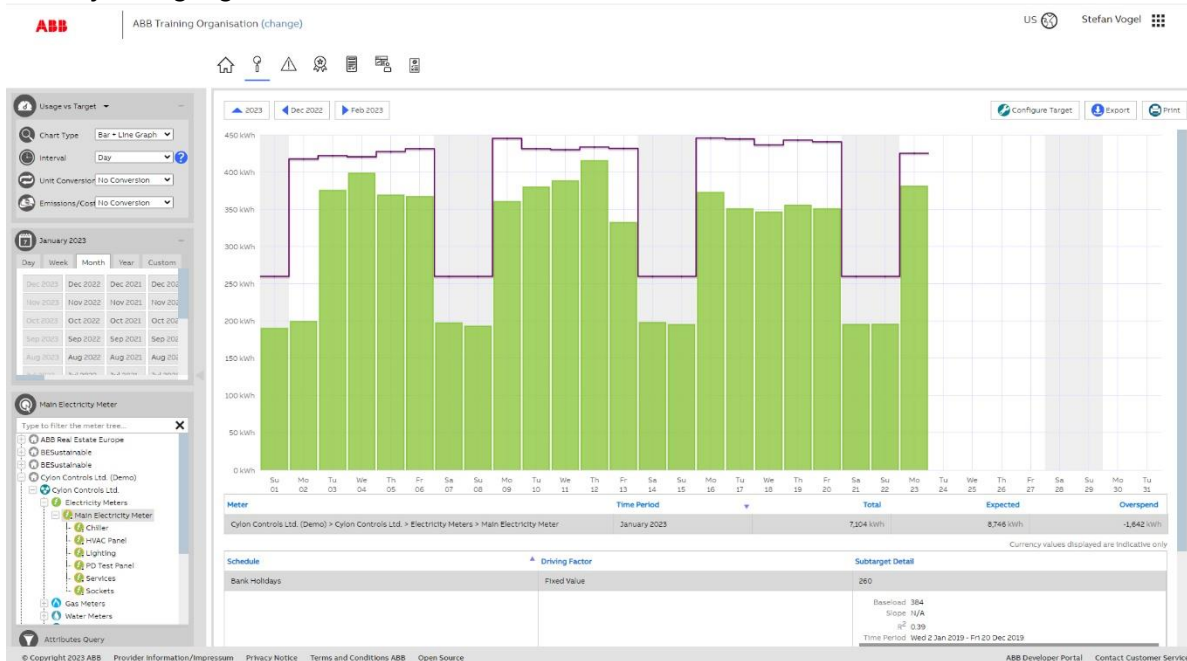 ABB
ABB Training Organisation (change)
US
Stefan Vogel
Usage vs Target
Chart Type Bar + Line Graph
Interval Day
?
Unit Conversion No Conversion
Emissions/Cost No Conversion
January 2023
Day Week Month Year Custom
Dec 2023 Dec 2022 Dec 2021 Dec 202
Nov 2023 Nov 2022 Nov 2021 Nov 202
Oct 2023 Oct 2022 Oct 2021 Oct 202
Sep 2023 Sep 2022 Sep 2021 Sep 202
Aug 2023 Aug 2022 Aug 2021 Aug 202
Main Electricity Meter
Type to filter the meter tree... X
ABB Real Estate Europe
BESustainable
BESustainable
Cylon Controls Ltd. (Demo)
Cylon Controls Ltd.
Electricity Meters
Main Electricity Meter
Chiller
HVAC Panel
Lighting
PD Test Panel
Services
Sockets
Gas Meters
Water Meters
Attributes Query
2023 Dec 2022 Feb 2023
Configure Target Export Print
450 kWh
400 kWh
350 kWh
300 kWh
250 kWh
200 kWh
150 kWh
100 kWh
50 kWh
0 kWh
Su Mo Tu We Th Fr Sa Su Mo Tu We Th Fr Sa Su Mo Tu We Th Fr Sa Su Mo Tu We Th Fr Sa Su Mo Tu
01 02 03 04 05 06 07 08 09 10 11 12 13 14 15 16 17 18 19 20 21 22 23 24 25 26 27 28 29 30 31
Meter Time Period Total Expected Overspend
Cylon Controls Ltd. (Demo) > Cylon Controls Ltd. > Electricity Meters > Main Electricity Meter January 2023 7,104 kWh 8,746 kWh -1,642 kWh
Currency values displayed are indicative only
Schedule Driving Factor Subtarget Detail
Bank Holidays Fixed Value 260
Baseload 384
Slope N/A
R2 0.39
Time Period Wed 2 Jan 2019 - Fri 20 Dec 2019
© Copyright 2023 ABB Provider Information/Impressum Privacy Notice Terms and Conditions ABB Open Source ABB Developer Portal Contact Customer Service